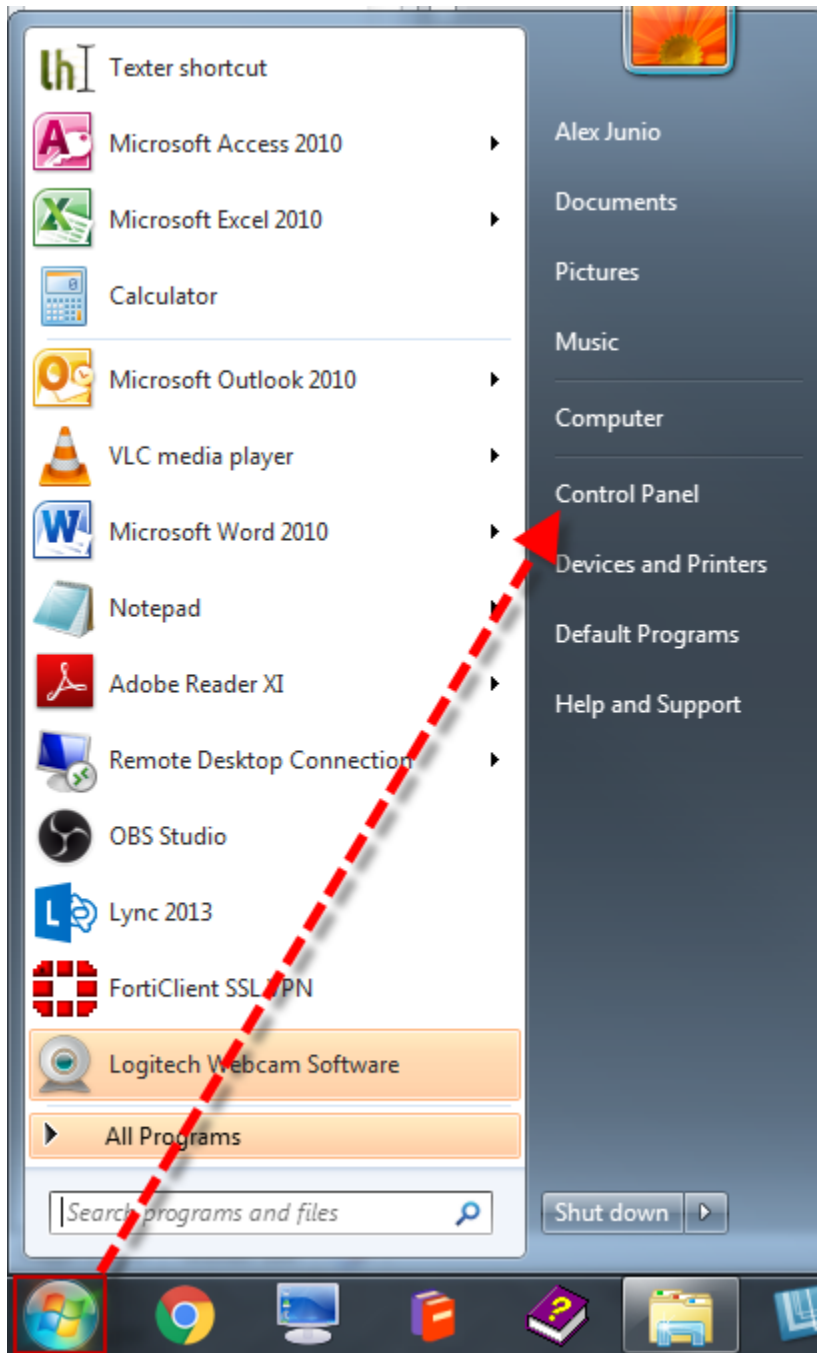 Texter shortcut
Microsoft Access 2010
Microsoft Excel 2010
Calculator
Microsoft Outlook 2010
VLC media player
Microsoft Word 2010
Notepad
Adobe Reader XI
Remote Desktop Connection
OBS Studio
Lync 2013
FortiClient SSL VPN
Logitech Webcam Software
All Programs
Search programs and files
Alex Junio
Documents
Pictures
Music
Computer
Control Panel
Devices and Printers
Default Programs
Help and Support
Shut down